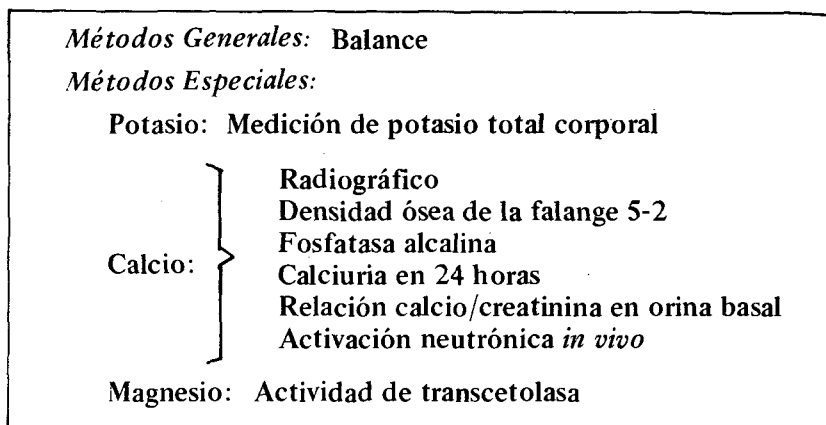 Métodos Generales: Balance
Métodos Especiales:
Potasio: Medición de potasio total corporal
Calcio:
Radiográfico
Densidad ósea de la falange 5-2
Fosfatasa alcalina
Calciuria en 24 horas
Relación calcio/creatinina en orina basal
Activación neutrónica in vivo
Magnesio: Actividad de transcetolasa